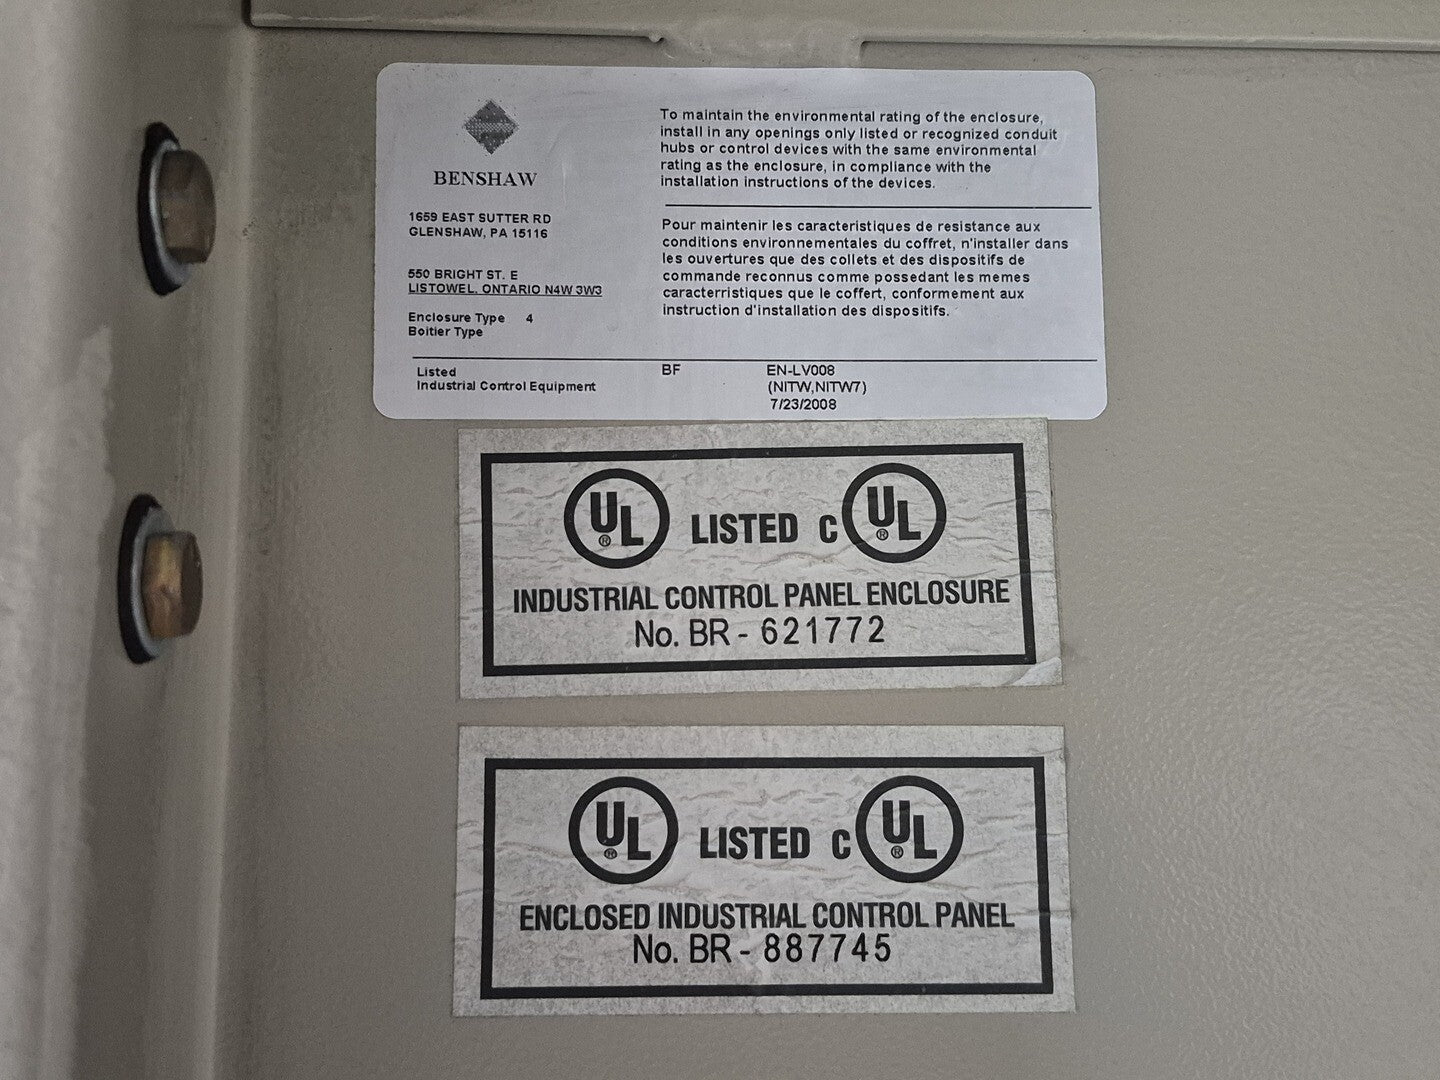 BENSHAW
1659 EAST SUTTER RD
GLENSHAW, PA 15116
550 BRIGHT ST. E
LISTOWEL. ONTARIO N4W 3W3
Enclosure Type 4
Boitier Type
To maintain the environmental rating of the enclosure,
install in any openings only listed or recognized conduit
hubs or control devices with the same environmental
rating as the enclosure, in compliance with the
installation instructions of the devices.
Pour maintenir les caracteristiques de resistance aux
conditions environnementales du coffret, n'installer dans
les ouvertures que des collets et des dispositifs de
commande reconnus comme possedant les memes
caracterristiques que le coffert, conformement aux
instruction d'installation des dispositifs.
Listed BF EN-LV008
Industrial Control Equipment (NITW,NITW7)
7/23/2008
UL ® LISTED C UL ®
INDUSTRIAL CONTROL PANEL ENCLOSURE
No. BR - 621772
UL ® LISTED C UL ®
ENCLOSED INDUSTRIAL CONTROL PANEL
No. BR - 887745